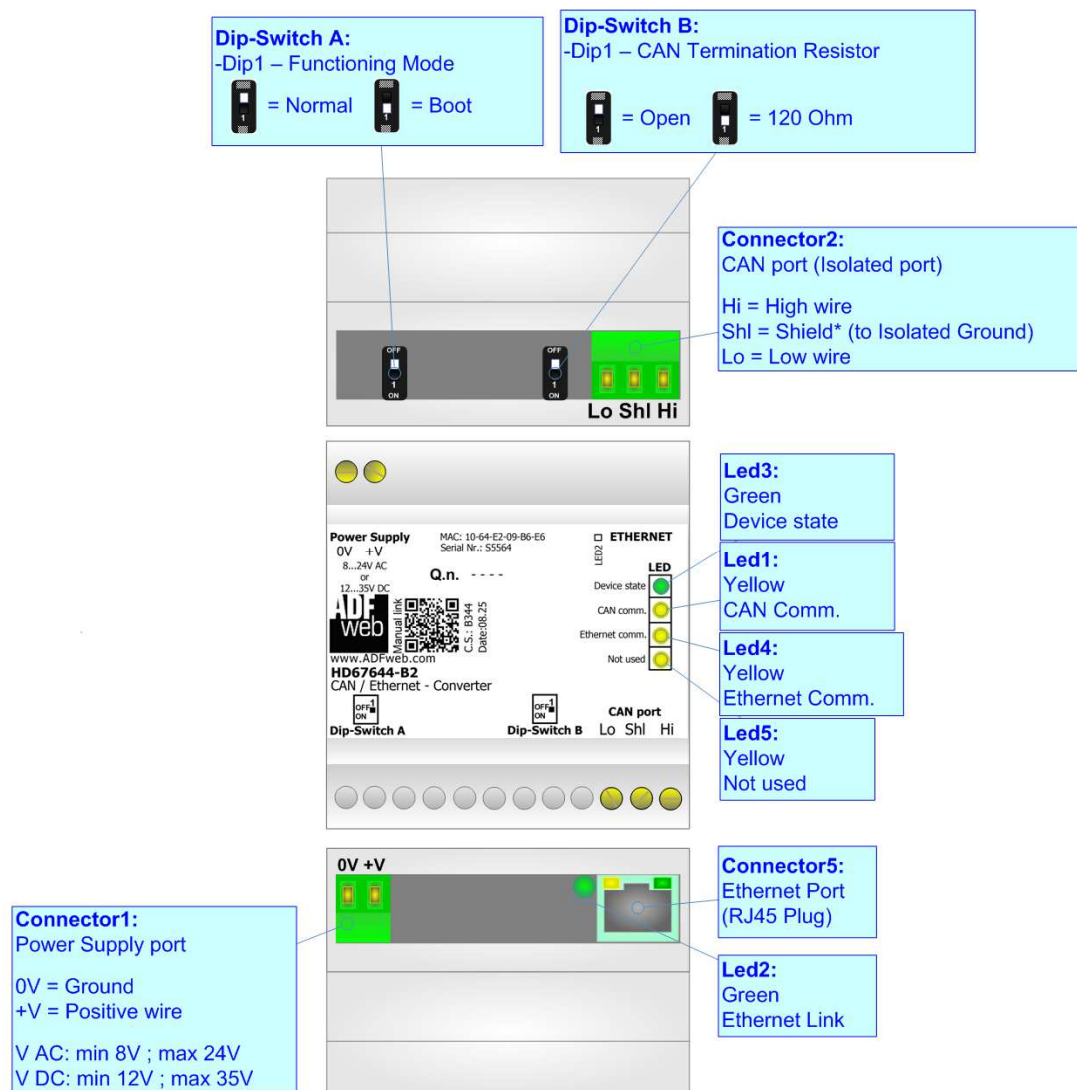 Dip-Switch A:
-Dip1 – Functioning Mode
1
= Normal
1
= Boot
Dip-Switch B:
-Dip1 – CAN Termination Resistor
1
= Open
1
= 120 Ohm
Connector2:
CAN port (Isolated port)
Hi = High wire
Shl = Shield* (to Isolated Ground)
Lo = Low wire
OFF
1
ON
OFF
1
ON
Lo Shl Hi
Led3:
Green
Device state
Led1:
Yellow
CAN Comm.
Led4:
Yellow
Ethernet Comm.
Led5:
Yellow
Not used
Power Supply
0V +V
8...24V AC
or
12...35V DC
MAC: 10-64-E2-09-B6-E6
Serial Nr.: S5564
Q.n. - - - -
LED2
ETHERNET
LED
Device state
CAN comm.
Ethernet comm.
Not used
ADF
web
Manual link
C.S.: B344
Date:08.25
www.ADFweb.com
HD67644-B2
CAN / Ethernet - Converter
OFF 1
ON
Dip-Switch A
OFF 1
ON
Dip-Switch B
CAN port
Lo Shl Hi
0V +V
Connector5:
Ethernet Port
(RJ45 Plug)
Led2:
Green
Ethernet Link
Connector1:
Power Supply port
0V = Ground
+V = Positive wire
V AC: min 8V ; max 24V
V DC: min 12V ; max 35V